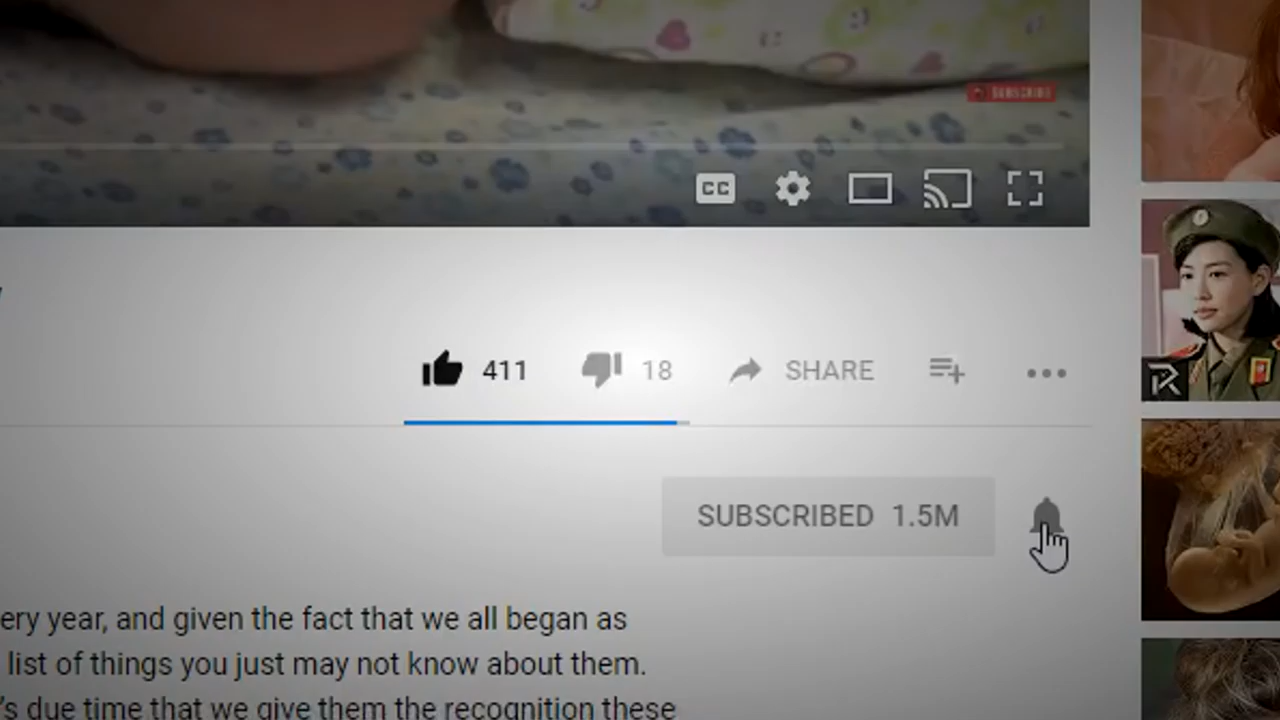 SUBSCRIBE
CC
411 18 SHARE
SUBSCRIBED 1.5M
ery year, and given the fact that we all began as
list of things you just may not know about them.
's due time that we give them the recognition these